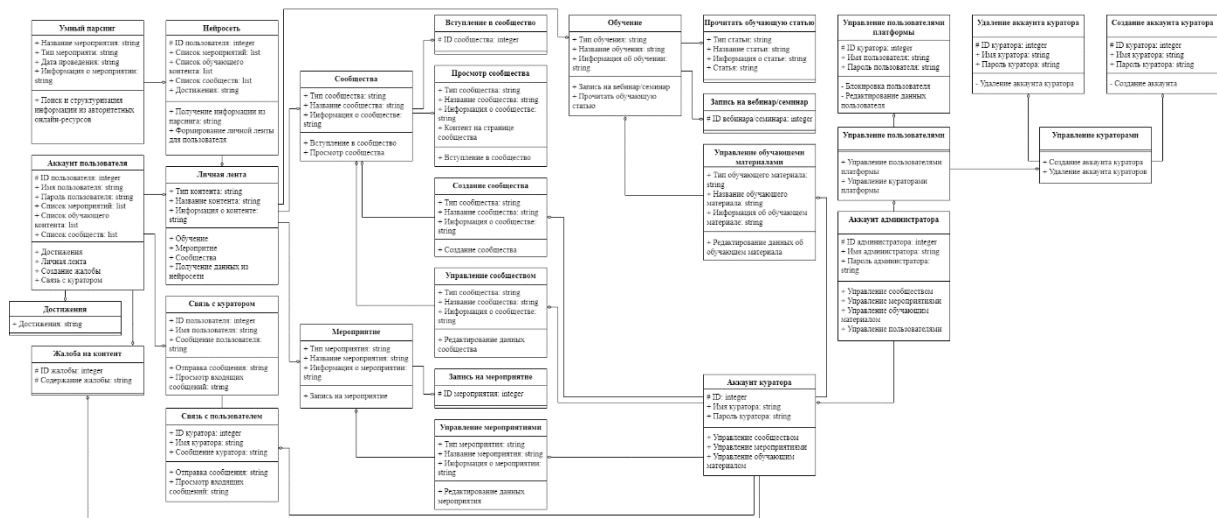 Умный парсинг
+ Название мероприятия: string
+ Тип мероприяти: string
+ Дата проведения: string
+ Информация о мероприятии:
string
+ Поиск и структуризация
информации из авторитетных
онлайн-ресурсов
Нейросеть
# ID пользователя: integer
+ Список мероприятий: list
+ Список обучающего
контента: list
+ Список сообществ: list
+ Достижения: string
+ Получение информации из
парсинга: string
+ Формирование личной ленты
для пользователя
Аккаунт пользователя
# ID пользователя: integer
+ Имя пользователя: string
+ Пароль пользователя: string
+ Список мероприятий: list
+ Список обучающего
контента: list
+ Список сообществ: list
+ Достижения
+ Личная лента
+ Создание жалобы
+ Связь с куратором
Личная лента
+ Тип контента: string
+ Название контента: string
+ Информация о контенте: string
+ Обучение
+ Мероприятие
+ Сообщества
+ Получение данных из
нейросети
Достижения
+ Достижения: string
Жалоба на контент
# ID жалобы: integer
# Содержание жалобы: string
Связь с куратором
+ ID пользователя: integer
+ Имя пользователя: string
+ Сообщение пользователя:
string
+ Отправка сообщения: string
+ Просмотр входящих
сообщений: string
Связь с пользователем
+ ID куратора: integer
+ Имя куратора: string
+ Сообщение куратора: string
+ Отправка сообщения: string
+ Просмотр входящих
сообщений: string
Сообщества
+ Тип сообщества: string
+ Название сообщества: string
+ Информация о сообществе:
string
+ Вступление в сообщество
+ Просмотр сообщества
Мероприятие
+ Тип мероприятия: string
+ Название мероприятия: string
+ Информация о мероприятии:
string
+ Запись на мероприятие
Вступление в сообщество
# ID сообщества: integer
Просмотр сообщества
+ Тип сообщества: string
+ Название сообщества: string
+ Информация о сообществе:
string
+ Контент на странице
сообщества
+ Вступление в сообщество
Создание сообщества
+ Тип сообщества: string
+ Название сообщества: string
+ Информация о сообществе:
string
+ Создание сообщества
Управление сообществом
+ Тип сообщества: string
+ Название сообщества: string
+ Информация о сообществе:
string
+ Редактирование данных
сообщества
Запись на мероприятие
# ID мероприятия: integer
Управление мероприятиями
+ Тип мероприятия: string
+ Название мероприятия: string
+ Информация о мероприятии:
string
+ Редактирование данных
мероприятия
Обучение
+ Тип обучения: string
+ Название обучения: string
+ Информация об обучении:
string
+ Запись на вебинар/семинар
+ Прочитать обучающую
статью
Прочитать обучающую статью
+ Тип статьи: string
+ Название статьи: string
+ Информация о статье: string
+ Статья: string
Запись на вебинар/семинар
# ID вебинара/семинара: integer
Управление обучающеми
материалами
+ Тип обучающего материала:
string
+ Название обучающего
материала: string
+ Информация об обучающем
материале: string
+ Редактирование данных об
обучающем материала
Аккаунт куратора
# ID: integer
+ Имя куратора: string
+ Пароль куратора: string
+ Управление сообществом
+ Управление мероприятиями
+ Управление обучающим
материалом
Управление пользователями
платформы
# ID куратора: integer
+ Имя пользователя: string
+ Пароль пользователя: string
- Блокировка пользователя
- Редактирование данных
пользователя
Управление пользователями
+ Управление пользователями
платформы
+ Управление кураторами
платформы
Аккаунт администратора
# ID администратора: integer
+ Имя администратора: string
+ Пароль администратора:
string
+ Управление сообществом
+ Управление мероприятиями
+ Управление обучающим
материалом
+ Управление пользователями
Удаление аккаунта куратора
# ID куратора: integer
+ Имя куратора: string
+ Пароль куратора: string
- Удаление аккаунта куратора
Создание аккаунта куратора
# ID куратора: integer
+ Имя куратора: string
+ Пароль куратора: string
- Создание аккаунта
Управление кураторами
+ Создание аккаунта куратора
+ Удаление аккаунта кураторов